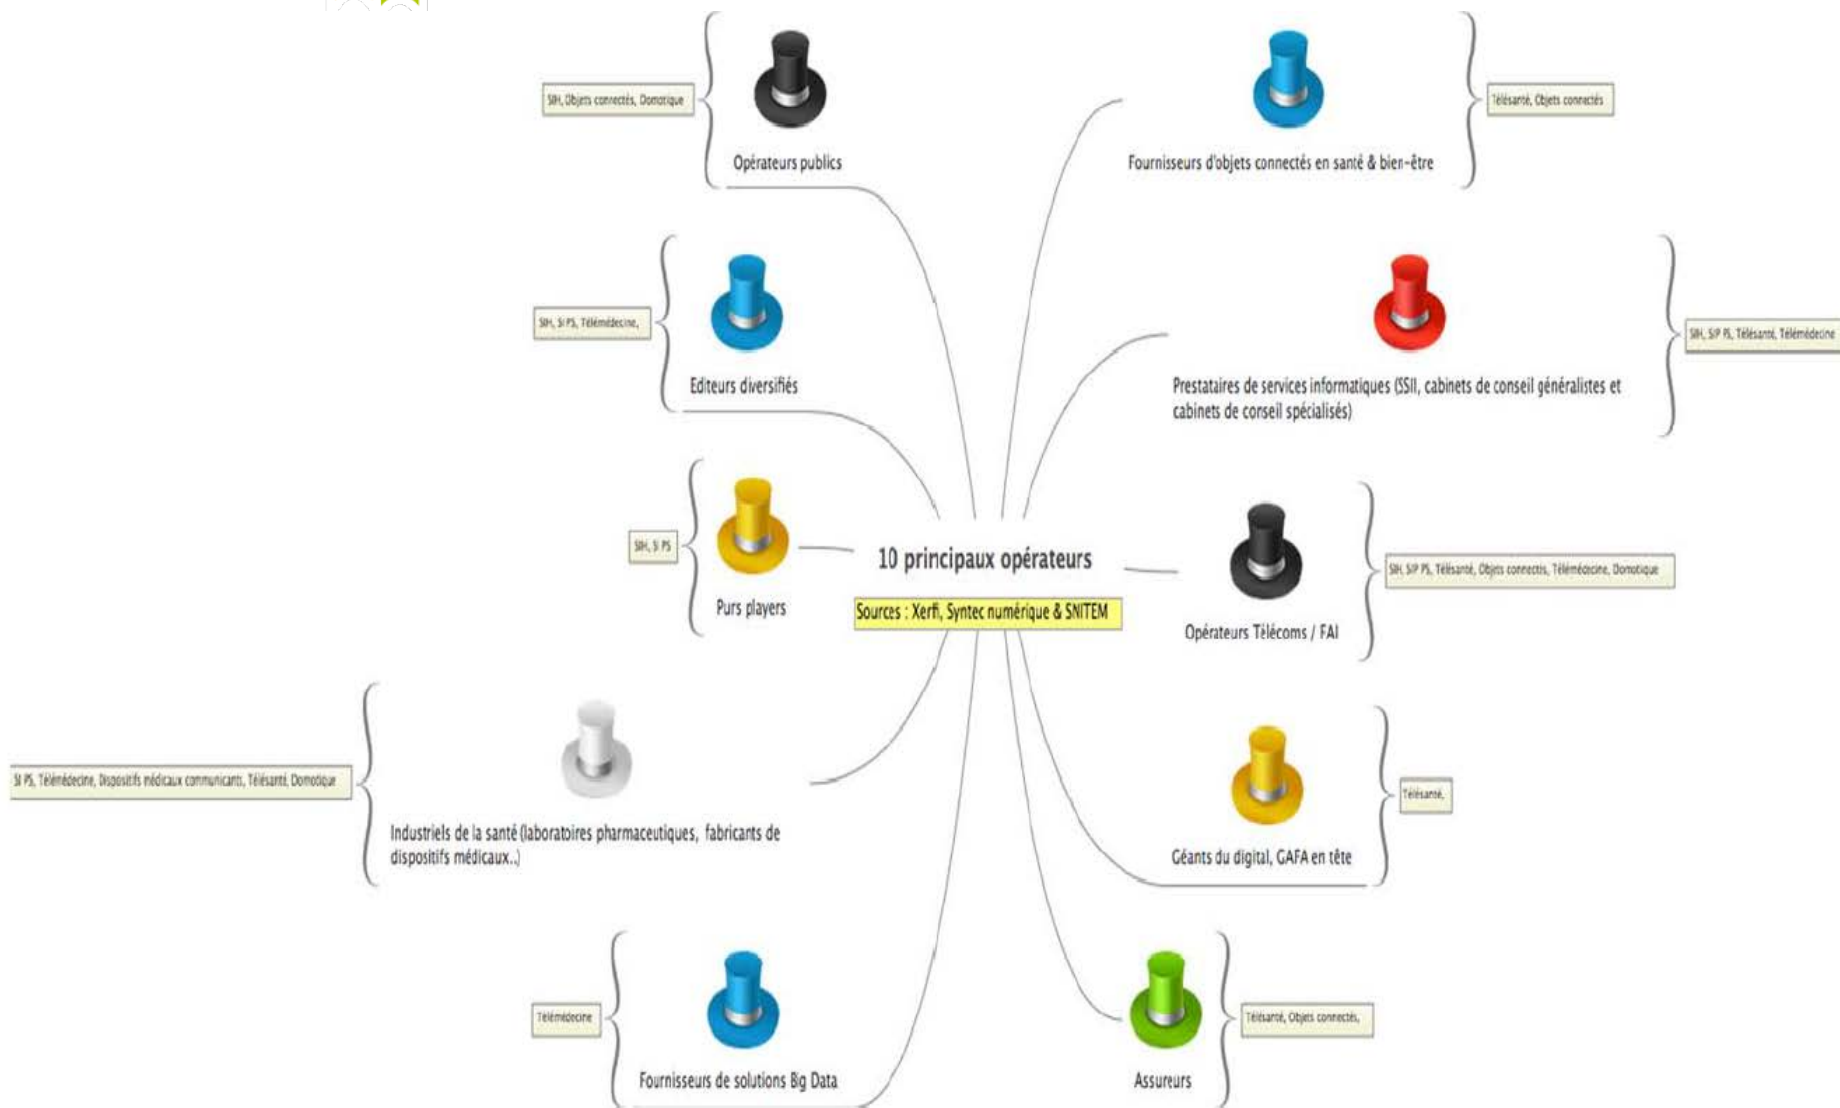 SIH, Objets connectés, Domotique
Opérateurs publics
Télésanté, Objets connectés
Fournisseurs d'objets connectés en santé & bien-être
SIH, SI PS, Télémédecine,
Editeurs diversifiés
SIH, SIP PS, Télésanté, Télémédecine
Prestataires de services informatiques (SSII, cabinets de conseil généralistes et
cabinets de conseil spécialisés)
SIH, SI PS
Purs players
10 principaux opérateurs
Sources : Xerfi, Syntec numérique & SNITEM
SIH, SIP PS, Télésanté, Objets connectés, Télémédecine, Domotique
Opérateurs Télécoms / FAI
SI PS, Télémédecine, Dispositifs médicaux communicants, Télésanté, Domotique
Industriels de la santé (laboratoires pharmaceutiques, fabricants de
dispositifs médicaux..)
Télésanté,
Géants du digital, GAFA en tête
Télémédecine
Fournisseurs de solutions Big Data
Télésanté, Objets connectés,
Assureurs